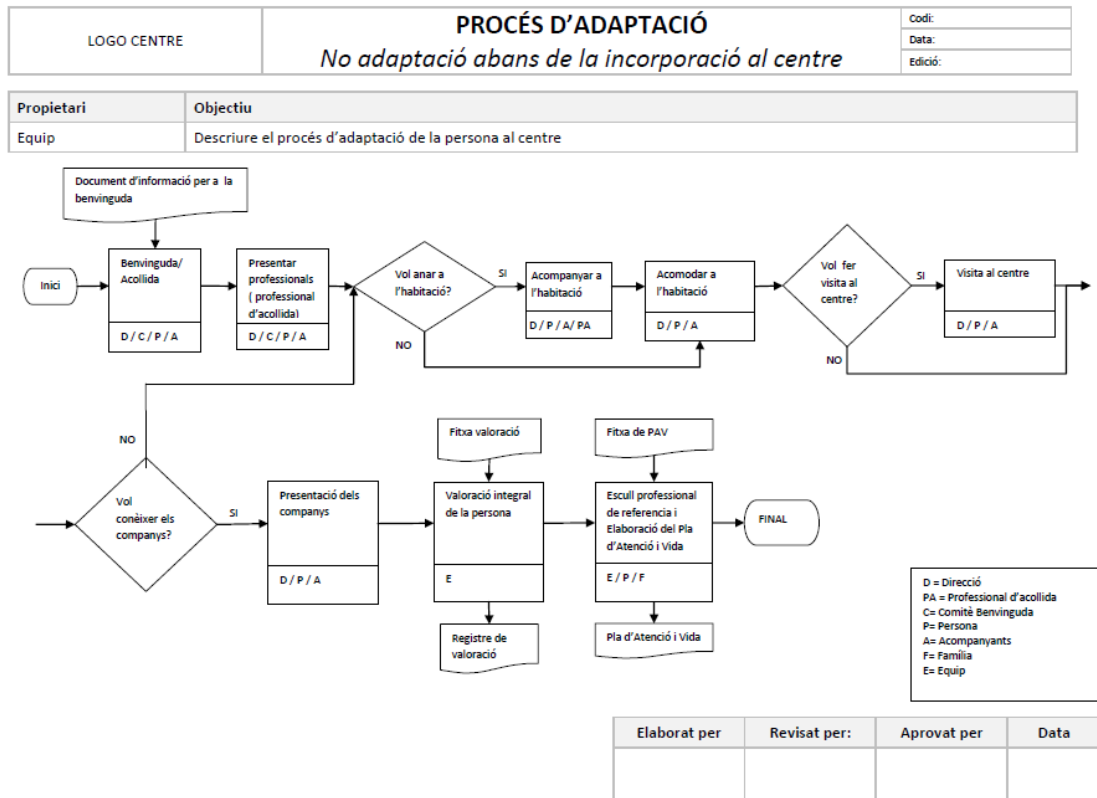 LOGO CENTRE
PROCÉS D'ADAPTACIÓ
No adaptació abans de la incorporació al centre
Codi:
Data:
Edició:
Propietari
Objectiu
Equip
Descriure el procés d'adaptació de la persona al centre
Document d'informació per a la
benvinguda
Inici
Benvinguda/
Acollida
D / C / P / A
Presentar
professionals
( professional
d'acollida)
D / C / P / A
Vol anar a
l'habitació?
SI
NO
Acompanyar a
l'habitació
D / P / A/ PA
Acomodar a
l'habitació
D / P / A
Vol fer
visita al
centre?
SI
NO
Visita al centre
D / P / A
NO
Vol
conèixer els
companys?
SI
Presentació dels
companys
D / P / A
Fitxa valoració
Valoració integral
de la persona
E
Registre de
valoració
Fitxa de PAV
Escull professional
de referencia i
Elaboració del Pla
d'Atenció i Vida
E / P / F
Pla d'Atenció i Vida
FINAL
D = Direcció
PA = Professional d'acollida
C= Comitè Benvinguda
P= Persona
A= Acompanyants
F= Família
E= Equip
Elaborat per
Revisat per:
Aprovat per
Data